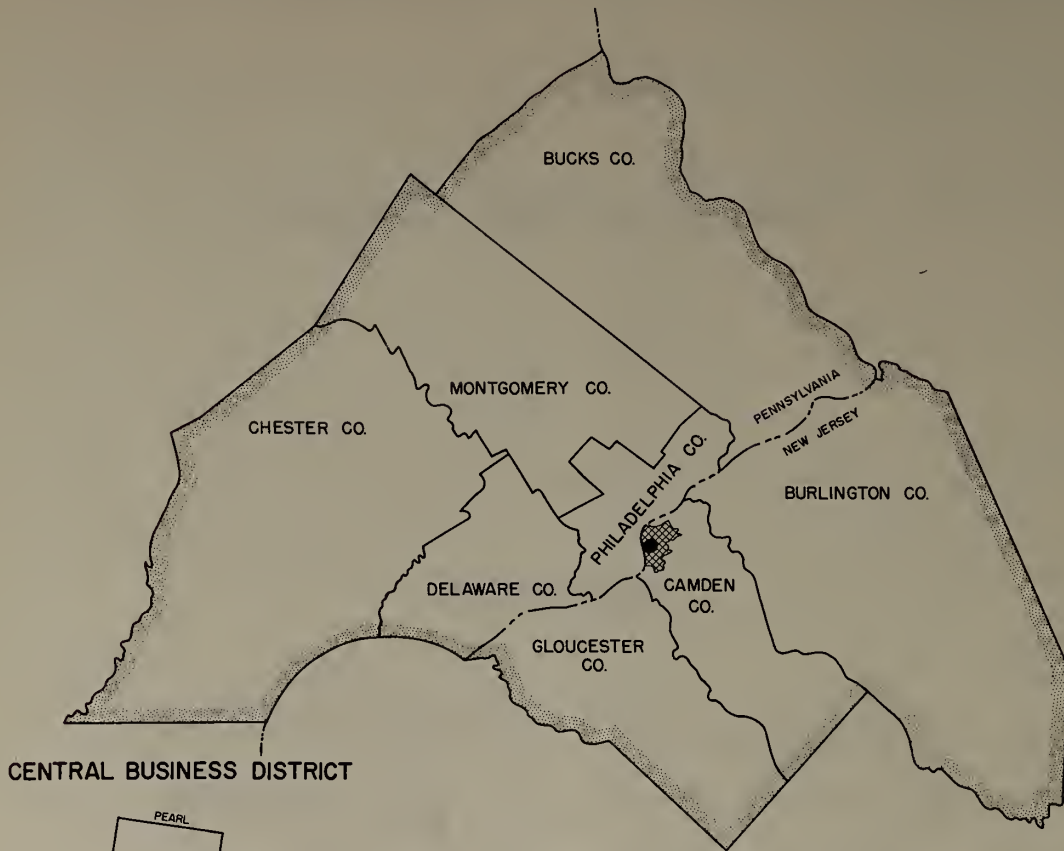 BUCKS CO.
MONTGOMERY CO.
CHESTER CO.
PENNSYLVANIA
NEW JERSEY
PHILADELPHIA CO.
BURLINGTON CO.
DELAWARE CO.
CAMDEN
CO.
GLOUCESTER
CO.
CENTRAL BUSINESS DISTRICT
PEARL